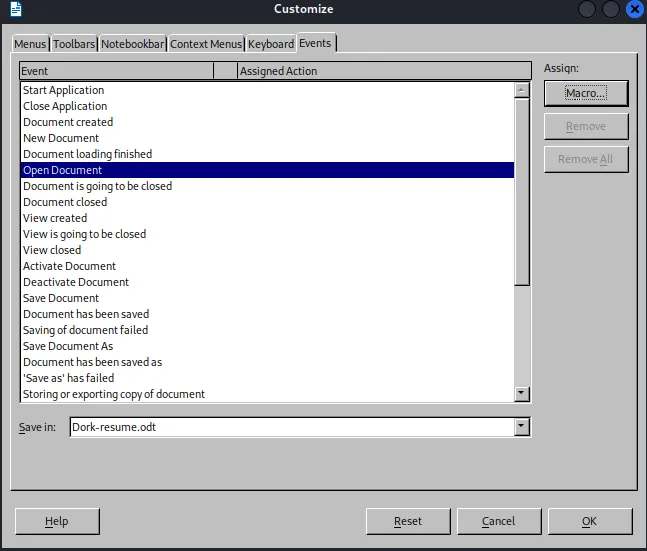 Customize
Menus Toolbars Notebookbar Context Menus Keyboard Events
Event Assigned Action
Assign:
Start Application
Close Application
Document created
New Document
Document loading finished
Open Document
Document is going to be closed
Document closed
View created
View is going to be closed
View closed
Activate Document
Deactivate Document
Save Document
Document has been saved
Saving of document failed
Save Document As
Document has been saved as
'Save as' has failed
Storing or exporting copy of document
Macro...
Remove
Remove All
Save in: Dork-resume.odt
Help Reset Cancel OK